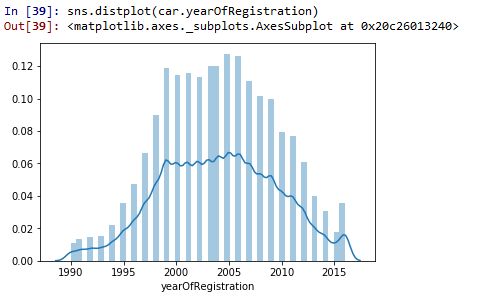 In [39]: sns.distplot(car.yearOfRegistration)
Out[39]: <matplotlib.axes._subplots.AxesSubplot at 0x20c26013240>
0.12
0.10
0.08
0.06
0.04
0.02
0.00
1990 1995 2000 2005 2010 2015
yearOfRegistration